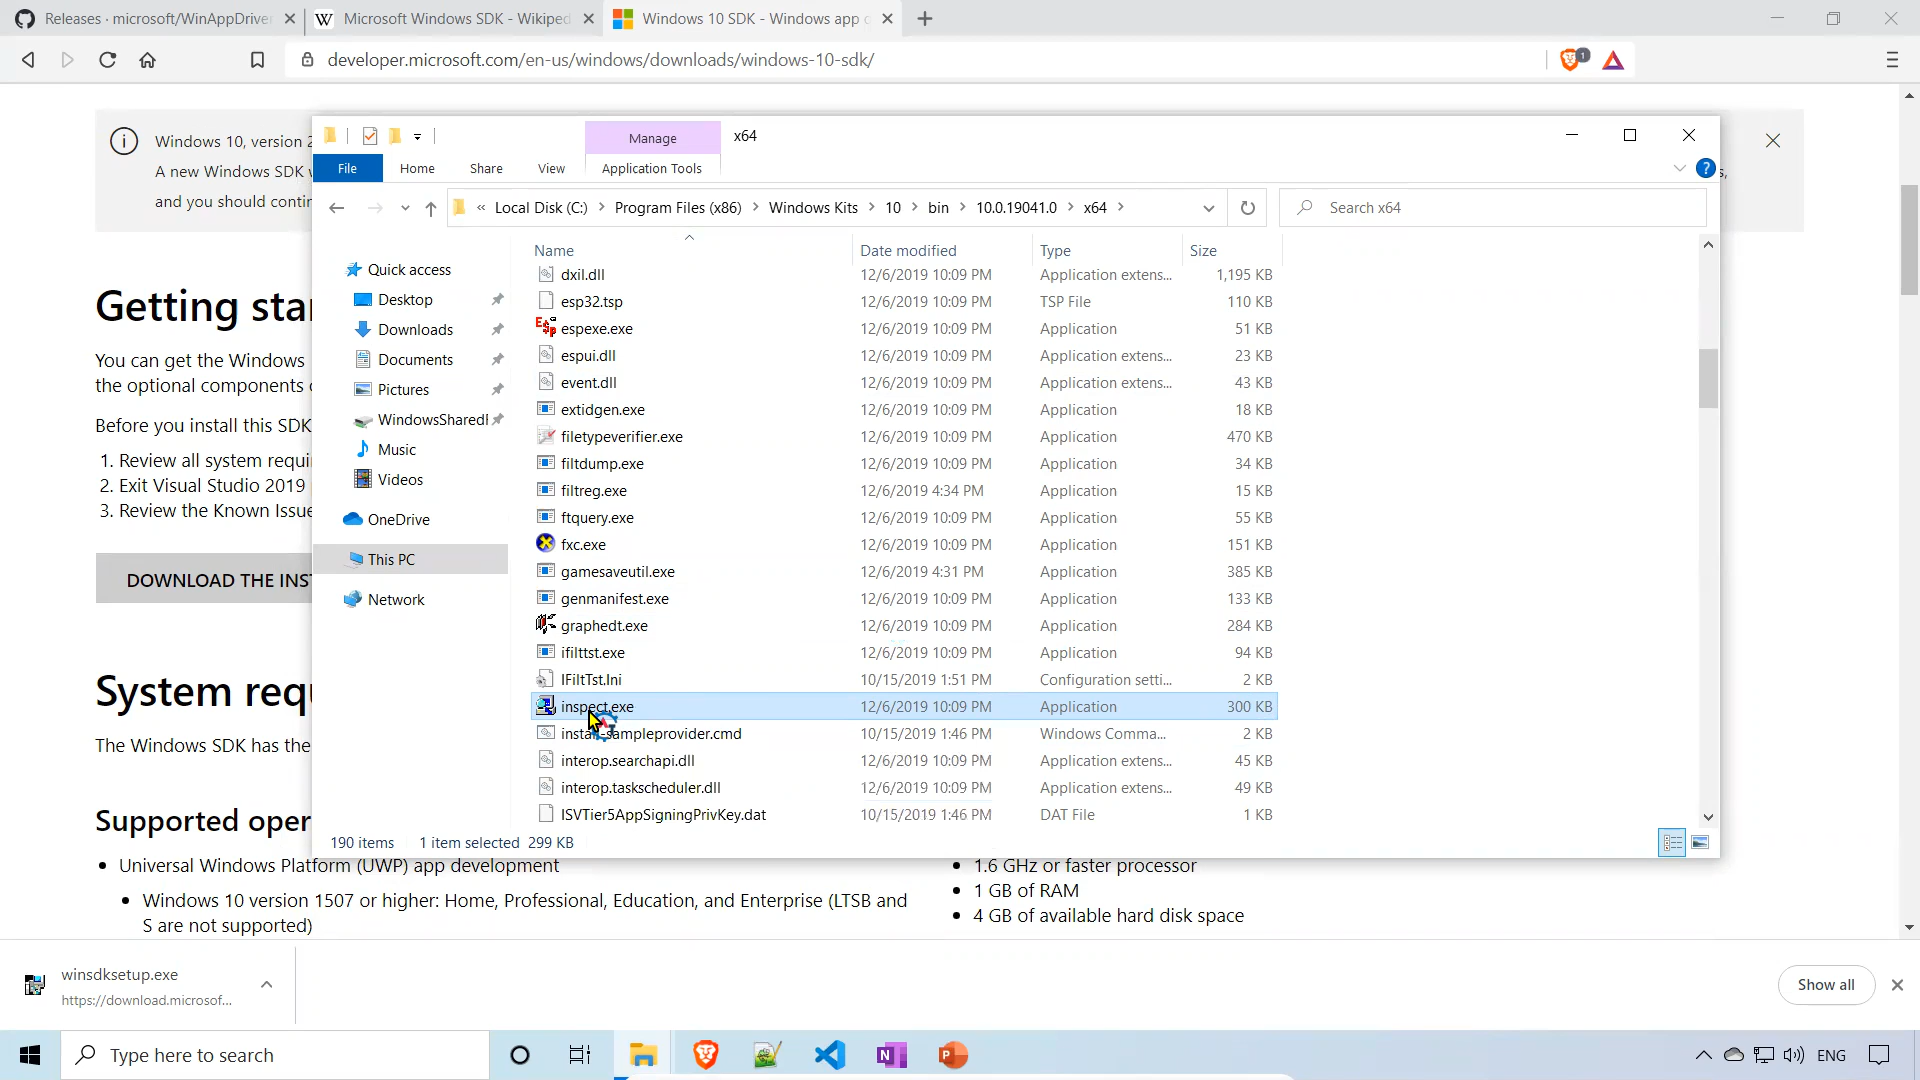 Releases · microsoft/WinAppDriver
Microsoft Windows SDK - Wikiped
Windows 10 SDK - Windows app
developer.microsoft.com/en-us/windows/downloads/windows-10-sdk/
1
Windows 10, version
A new Windows SDK
and you should contin
Getting sta
You can get the Windows
the optional components
Before you install this SDK
1. Review all system requi
2. Exit Visual Studio 2019
3. Review the Known Issue
DOWNLOAD THE INS
System req
The Windows SDK has the
Supported oper
• Universal Windows Platform (UWP) app development
• Windows 10 version 1507 or higher: Home, Professional, Education, and Enterprise (LTSB and
S are not supported)
• 1.6 GHz or faster processor
• 1 GB of RAM
• 4 GB of available hard disk space
Manage
x64
File
Home
Share
View
Application Tools
« Local Disk (C:) > Program Files (x86) > Windows Kits > 10 > bin > 10.0.19041.0 > x64 >
Search x64
Quick access
Desktop
Downloads
Documents
Pictures
WindowsSharedF
Music
Videos
OneDrive
This PC
Network
Name Date modified Type Size
dxil.dll 12/6/2019 10:09 PM Application extens... 1,195 KB
esp32.tsp 12/6/2019 10:09 PM TSP File 110 KB
espexe.exe 12/6/2019 10:09 PM Application 51 KB
espui.dll 12/6/2019 10:09 PM Application extens... 23 KB
event.dll 12/6/2019 10:09 PM Application extens... 43 KB
extidgen.exe 12/6/2019 10:09 PM Application 18 KB
filetypeverifier.exe 12/6/2019 10:09 PM Application 470 KB
filtdump.exe 12/6/2019 10:09 PM Application 34 KB
filtreg.exe 12/6/2019 4:34 PM Application 15 KB
ftquery.exe 12/6/2019 10:09 PM Application 55 KB
fxc.exe 12/6/2019 10:09 PM Application 151 KB
gamesaveutil.exe 12/6/2019 4:31 PM Application 385 KB
genmanifest.exe 12/6/2019 10:09 PM Application 133 KB
graphedt.exe 12/6/2019 10:09 PM Application 284 KB
ifilttst.exe 12/6/2019 10:09 PM Application 94 KB
IFiltTst.Ini 10/15/2019 1:51 PM Configuration setti... 2 KB
inspect.exe 12/6/2019 10:09 PM Application 300 KB
install-sampleprovider.cmd 10/15/2019 1:46 PM Windows Comma... 2 KB
interop.searchapi.dll 12/6/2019 10:09 PM Application extens... 45 KB
interop.taskscheduler.dll 12/6/2019 10:09 PM Application extens... 49 KB
ISVTier5AppSigningPrivKey.dat 10/15/2019 1:46 PM DAT File 1 KB
190 items 1 item selected 299 KB
winsdksetup.exe
https://download.microsof...
Show all
Type here to search
ENG